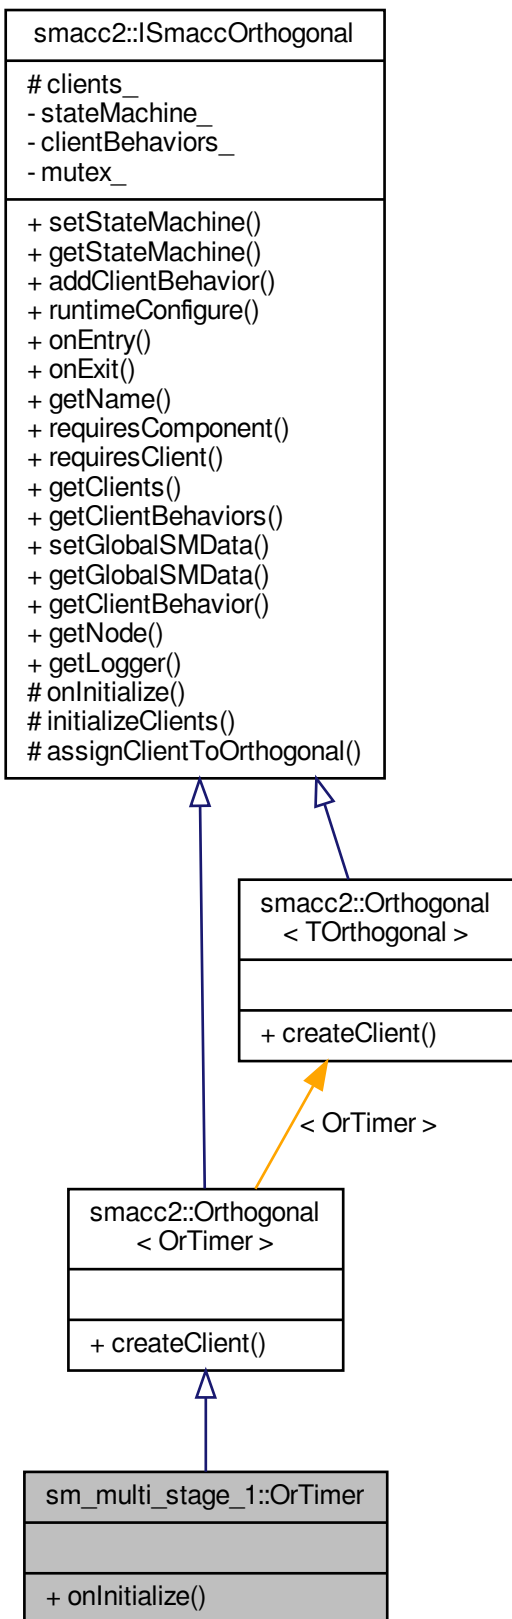 smacc2::ISmaccOrthogonal
# clients_
- stateMachine_
- clientBehaviors_
- mutex_
+ setStateMachine()
+ getStateMachine()
+ addClientBehavior()
+ runtimeConfigure()
+ onEntry()
+ onExit()
+ getName()
+ requiresComponent()
+ requiresClient()
+ getClients()
+ getClientBehaviors()
+ setGlobalSMData()
+ getGlobalSMData()
+ getClientBehavior()
+ getNode()
+ getLogger()
# onInitialize()
# initializeClients()
# assignClientToOrthogonal()
smacc2::Orthogonal
< TOrthogonal >
+ createClient()
< OrTimer >
smacc2::Orthogonal
< OrTimer >
+ createClient()
sm_multi_stage_1::OrTimer
+ onInitialize()